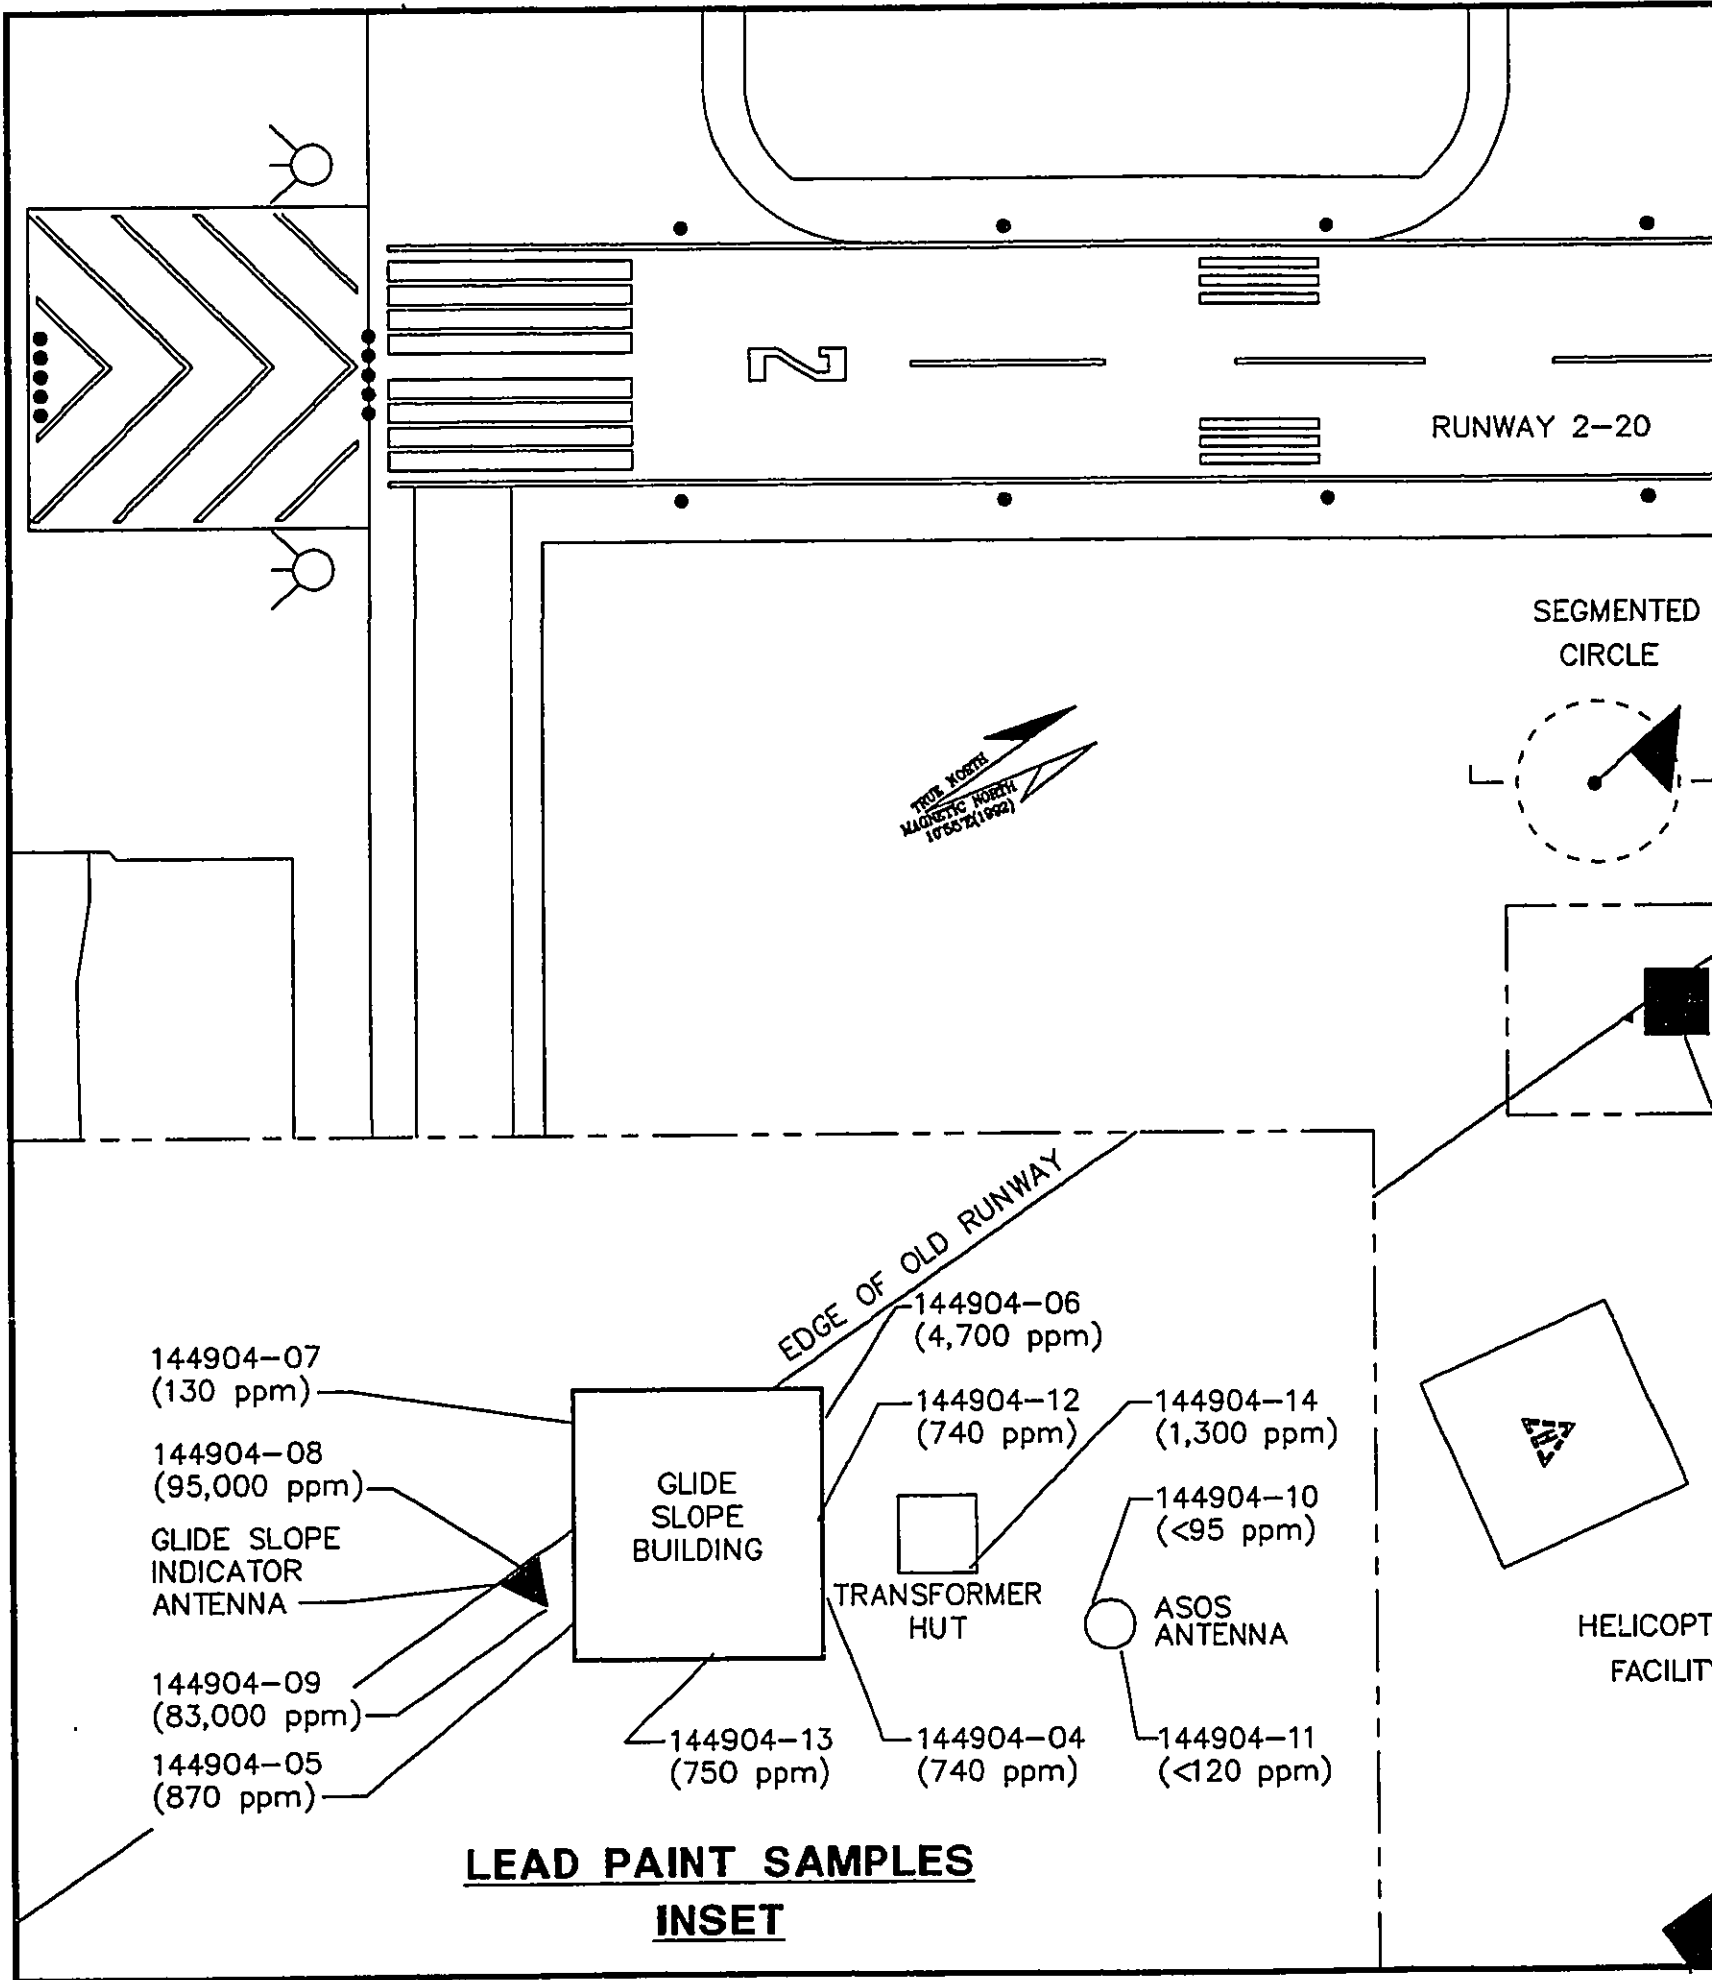 2
RUNWAY 2-20
SEGMENTED
CIRCLE
TRUE NORTH
MAGNETIC NORTH
EDGE OF OLD RUNWAY
144904-07
(130 ppm)
144904-08
(95,000 ppm)
GLIDE SLOPE
INDICATOR
ANTENNA
144904-09
(83,000 ppm)
144904-05
(870 ppm)
GLIDE
SLOPE
BUILDING
144904-06
(4,700 ppm)
144904-12
(740 ppm)
144904-14
(1,300 ppm)
144904-10
(<95 ppm)
TRANSFORMER
HUT
ASOS
ANTENNA
144904-13
(750 ppm)
144904-04
(740 ppm)
144904-11
(<120 ppm)
H
HELICOPT
FACILIT
LEAD PAINT SAMPLES
INSET